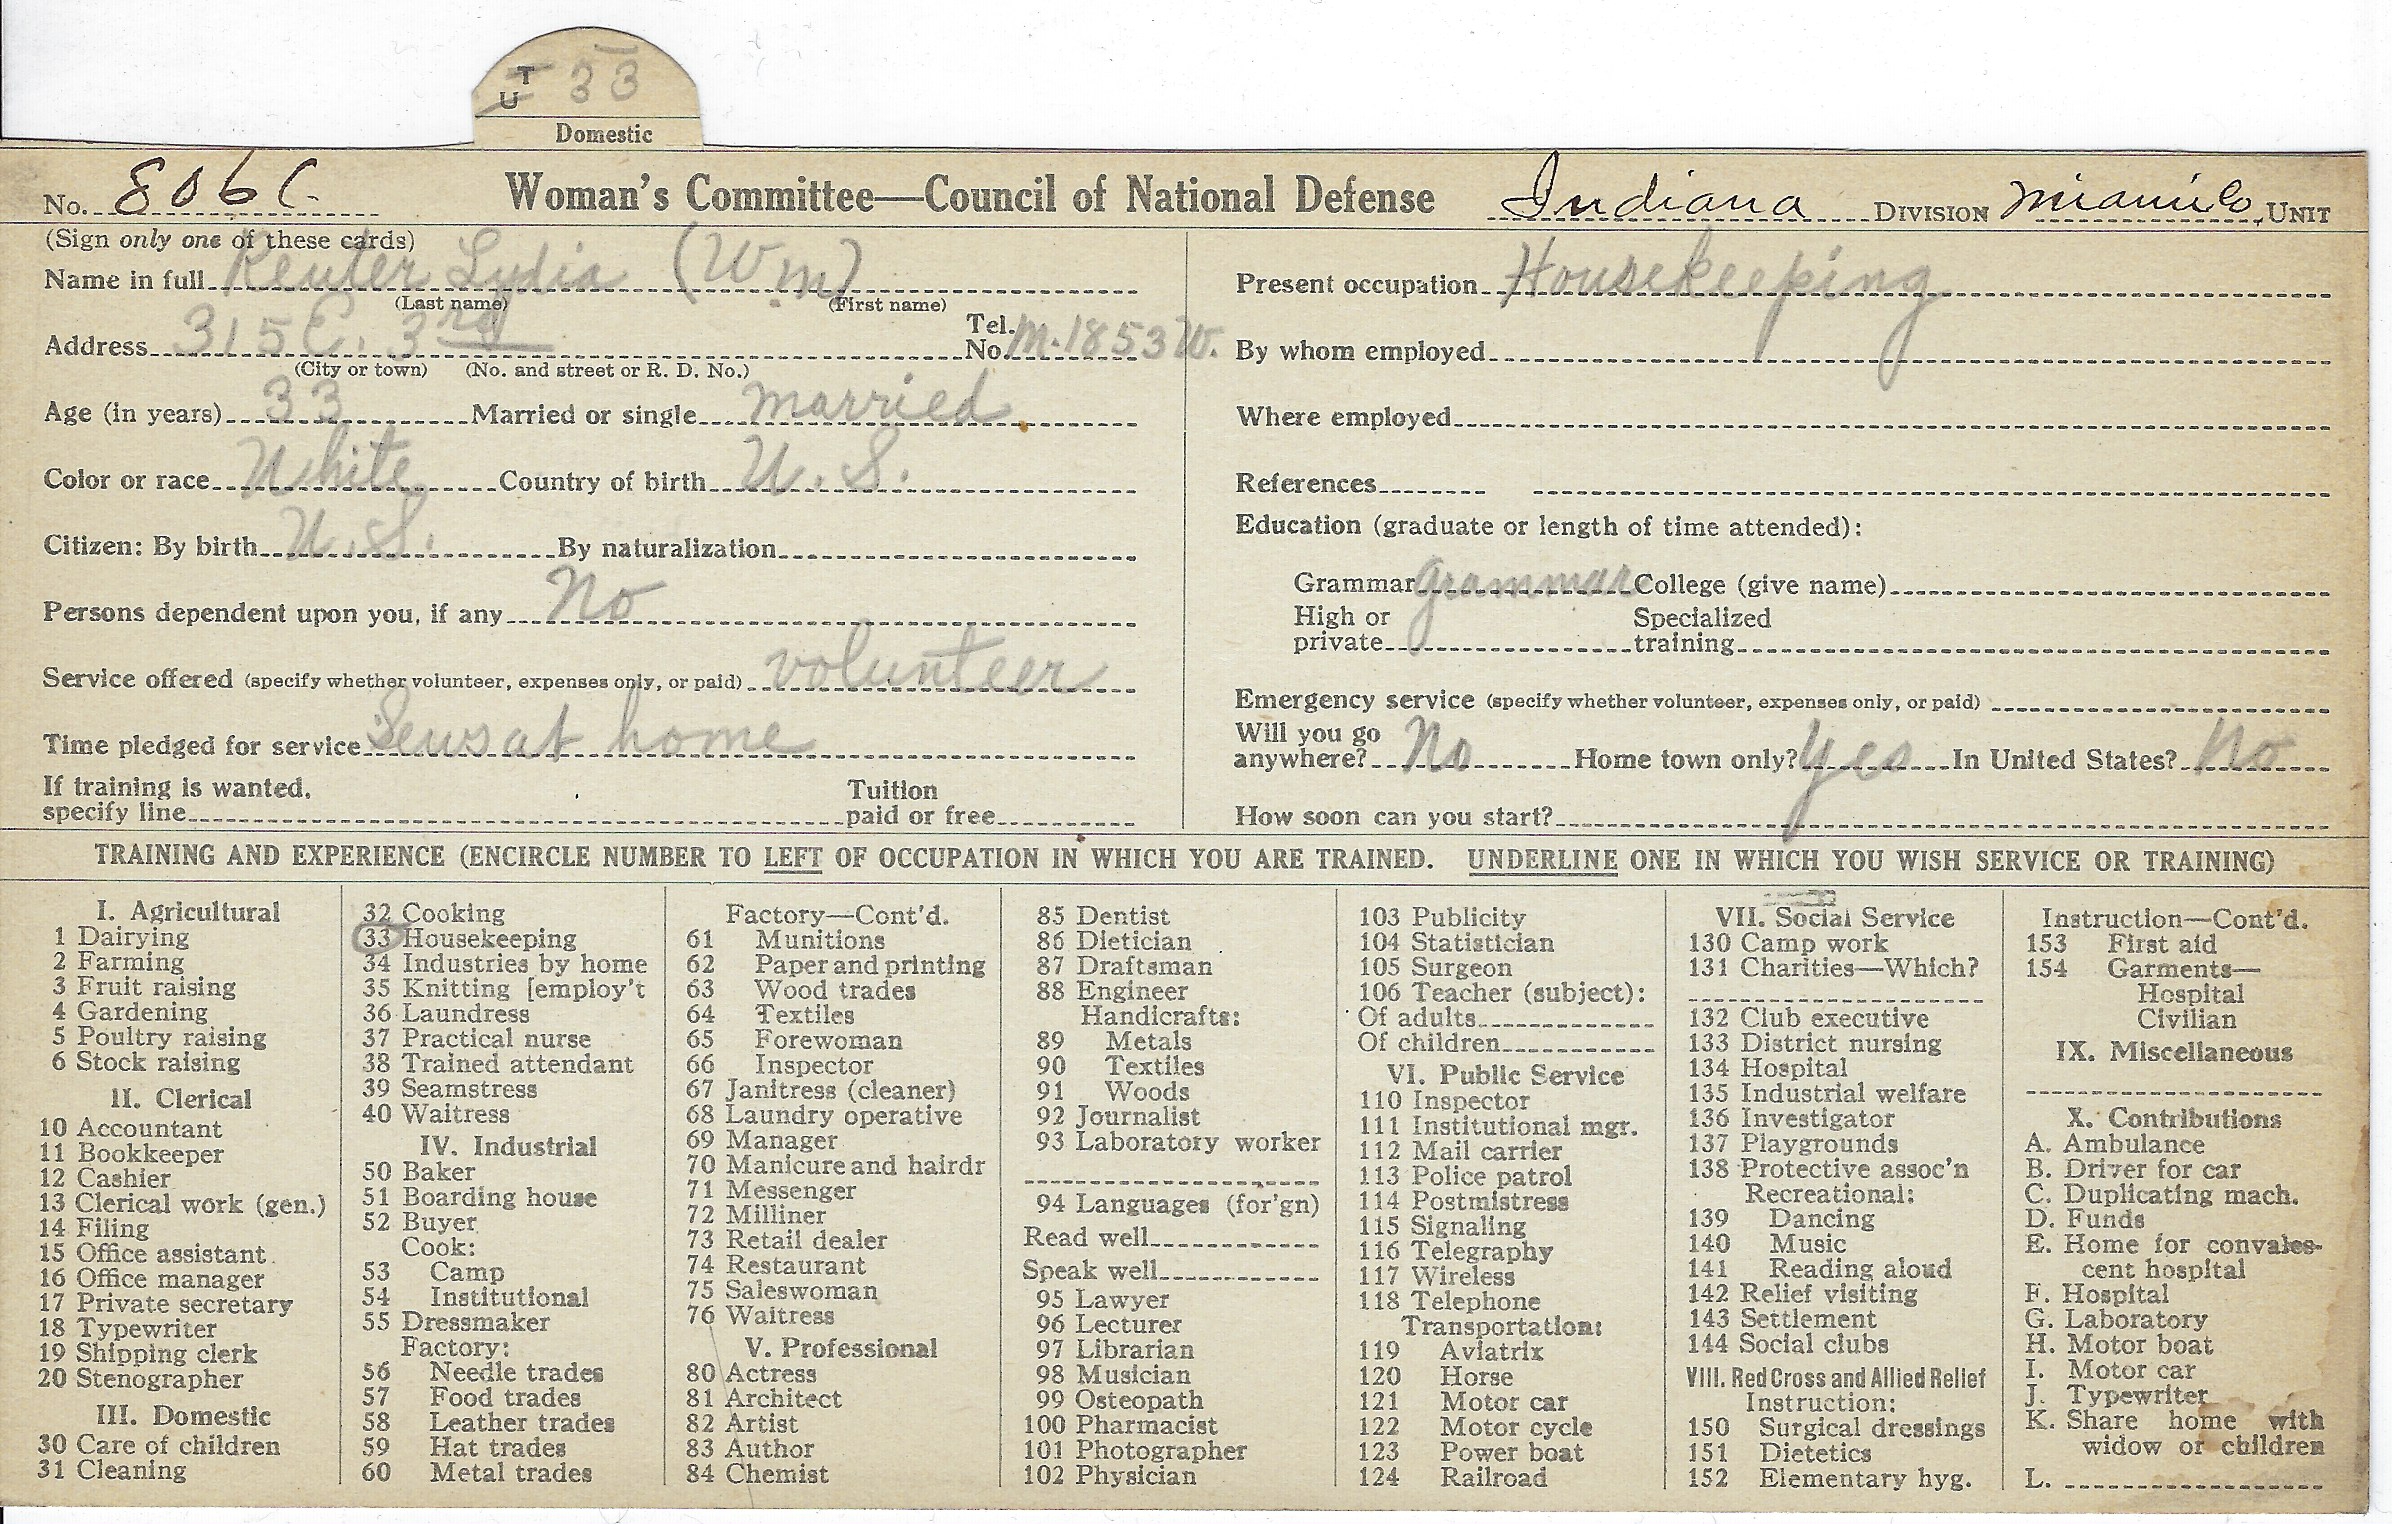 T
U 33
Domestic
No. 806C. Woman's Committee—Council of National Defense Indiana DIVISION Miami Co. UNIT
(Sign only one of these cards)
Name in full Reuter Lydia (Wm)
(Last name) (First name)
Address 315 E. 3rd Tel. No. M. 1853 W.
(City or town) (No. and street or R. D. No.)
Age (in years) 33 Married or single married
Color or race White Country of birth U. S.
Citizen: By birth U. S. By naturalization
Persons dependent upon you, if any No
Service offered (specify whether volunteer, expenses only, or paid) volunteer
Time pledged for service Sews at home
If training is wanted, specify line Tuition paid or free
Present occupation Housekeeping
By whom employed
Where employed
References
Education (graduate or length of time attended):
Grammar grammar College (give name)
High or private Specialized training
Emergency service (specify whether volunteer, expenses only, or paid)
Will you go anywhere? No Home town only? Yes In United States? No
How soon can you start?
TRAINING AND EXPERIENCE (ENCIRCLE NUMBER TO LEFT OF OCCUPATION IN WHICH YOU ARE TRAINED. UNDERLINE ONE IN WHICH YOU WISH SERVICE OR TRAINING)
I. Agricultural
1 Dairying
2 Farming
3 Fruit raising
4 Gardening
5 Poultry raising
6 Stock raising
II. Clerical
10 Accountant
11 Bookkeeper
12 Cashier
13 Clerical work (gen.)
14 Filing
15 Office assistant
16 Office manager
17 Private secretary
18 Typewriter
19 Shipping clerk
20 Stenographer
III. Domestic
30 Care of children
31 Cleaning
32 Cooking
33 Housekeeping
34 Industries by home
35 Knitting [employ't
36 Laundress
37 Practical nurse
38 Trained attendant
39 Seamstress
40 Waitress
IV. Industrial
50 Baker
51 Boarding house
52 Buyer
Cook:
53 Camp
54 Institutional
55 Dressmaker
Factory:
56 Needle trades
57 Food trades
58 Leather trades
59 Hat trades
60 Metal trades
Factory—Cont'd.
61 Munitions
62 Paper and printing
63 Wood trades
64 Textiles
65 Forewoman
66 Inspector
67 Janitress (cleaner)
68 Laundry operative
69 Manager
70 Manicure and hairdr
71 Messenger
72 Milliner
73 Retail dealer
74 Restaurant
75 Saleswoman
76 Waitress
V. Professional
80 Actress
81 Architect
82 Artist
83 Author
84 Chemist
85 Dentist
86 Dietician
87 Draftsman
88 Engineer
Handicrafts:
89 Metals
90 Textiles
91 Woods
92 Journalist
93 Laboratory worker
94 Languages (for'gn)
Read well
Speak well
95 Lawyer
96 Lecturer
97 Librarian
98 Musician
99 Osteopath
100 Pharmacist
101 Photographer
102 Physician
103 Publicity
104 Statistician
105 Surgeon
106 Teacher (subject):
Of adults
Of children
VI. Public Service
110 Inspector
111 Institutional mgr.
112 Mail carrier
113 Police patrol
114 Postmistress
115 Signaling
116 Telegraphy
117 Wireless
118 Telephone
Transportation:
119 Aviatrix
120 Horse
121 Motor car
122 Motor cycle
123 Power boat
124 Railroad
VII. Social Service
130 Camp work
131 Charities—Which?
132 Club executive
133 District nursing
134 Hospital
135 Industrial welfare
136 Investigator
137 Playgrounds
138 Protective assoc'n
Recreational:
139 Dancing
140 Music
141 Reading aloud
142 Relief visiting
143 Settlement
144 Social clubs
VIII. Red Cross and Allied Relief
Instruction:
150 Surgical dressings
151 Dietetics
152 Elementary hyg.
Instruction—Cont'd.
153 First aid
154 Garments—
Hospital
Civilian
IX. Miscellaneous
X. Contributions
A. Ambulance
B. Driver for car
C. Duplicating mach.
D. Funds
E. Home for convales-
cent hospital
F. Hospital
G. Laboratory
H. Motor boat
I. Motor car
J. Typewriter
K. Share home with
widow or children
L.